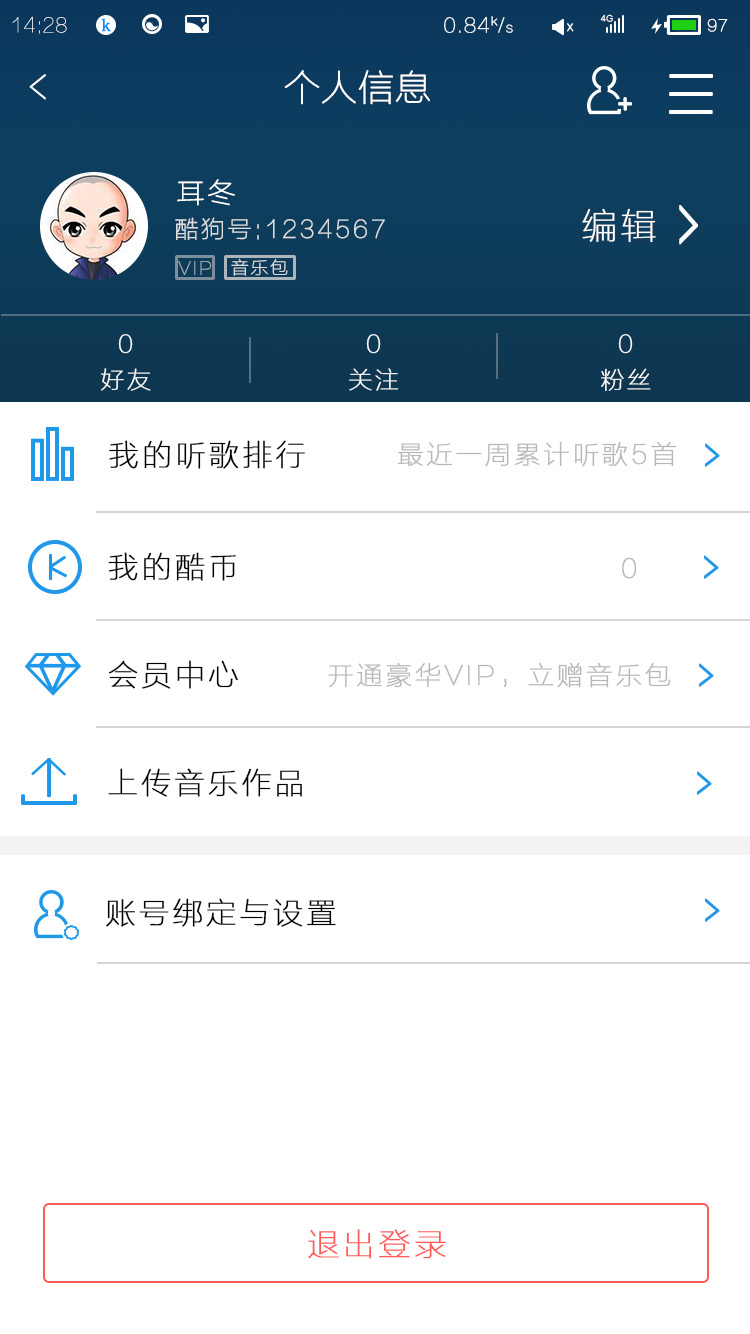 14:28 k 0.84k/s x 4G 97
个人信息
耳冬
酷狗号:1234567
编辑
VIP 音乐包
0 0 0
好友 关注 粉丝
我的听歌排行 最近一周累计听歌5首
我的酷币 0
会员中心 开通豪华VIP，立赠音乐包
上传音乐作品
账号绑定与设置
退出登录